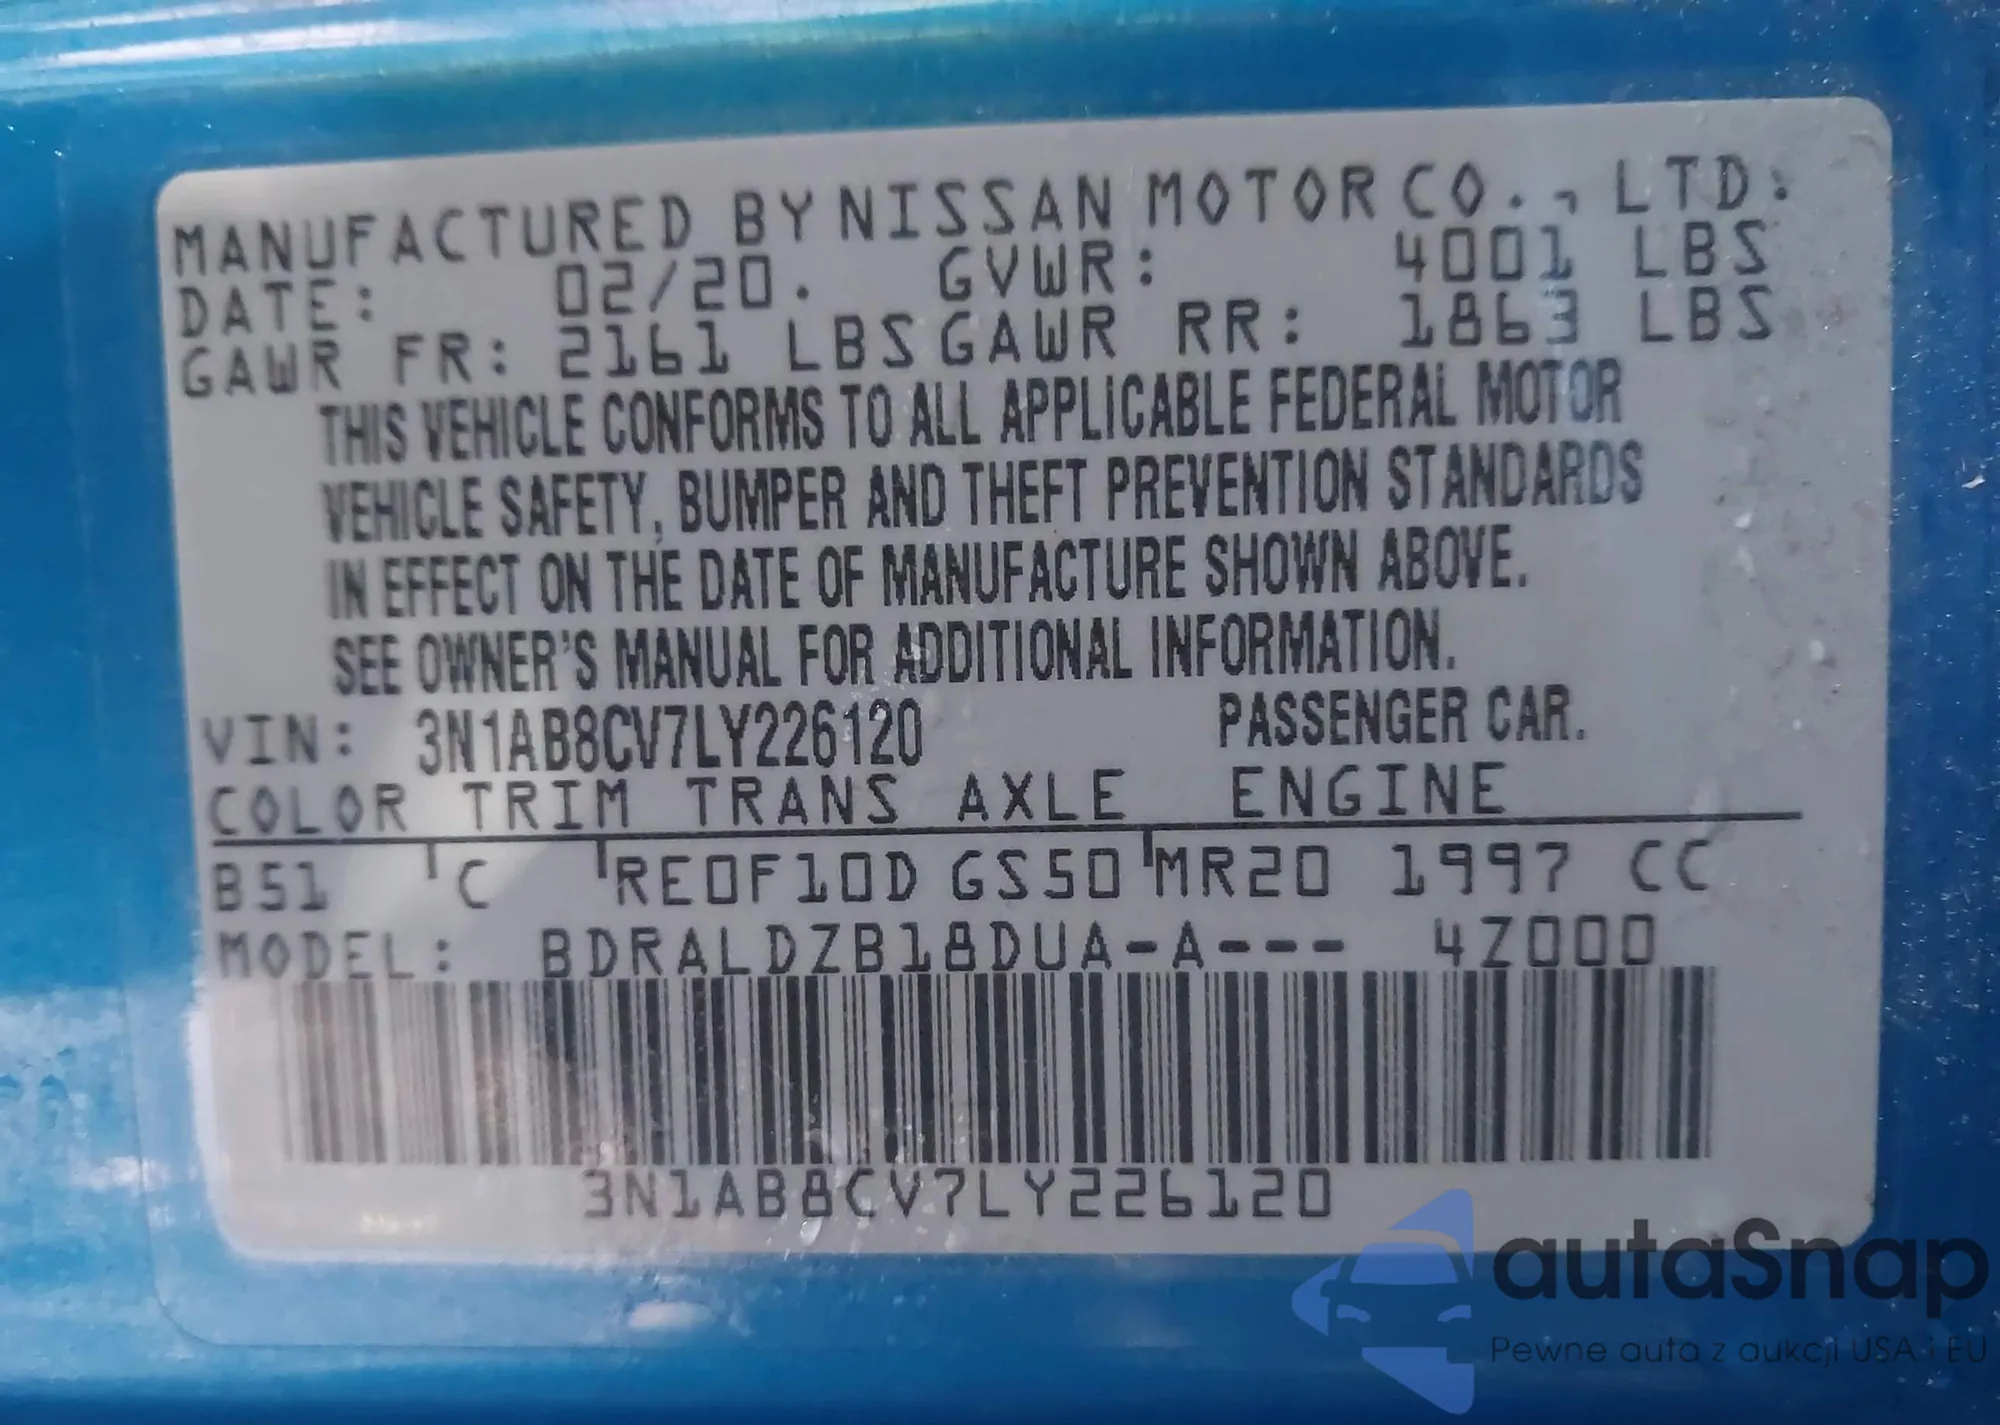 MANUFACTURED BY NISSAN MOTOR CO., LTD.
DATE: 02/20. GVWR: 4001 LBS
GAWR FR: 2161 LBS GAWR RR: 1863 LBS
THIS VEHICLE CONFORMS TO ALL APPLICABLE FEDERAL MOTOR
VEHICLE SAFETY, BUMPER AND THEFT PREVENTION STANDARDS
IN EFFECT ON THE DATE OF MANUFACTURE SHOWN ABOVE.
SEE OWNER'S MANUAL FOR ADDITIONAL INFORMATION.
VIN: 3N1AB8CV7LY226120 PASSENGER CAR.
COLOR TRIM TRANS AXLE ENGINE
B51 C RE0F10D GS50 MR20 1997 CC
MODEL: BDRALDZB18DUA-A--- 4Z000
3N1AB8CV7LY226120
autaSnap
Pewne auta z aukcji USA i EU